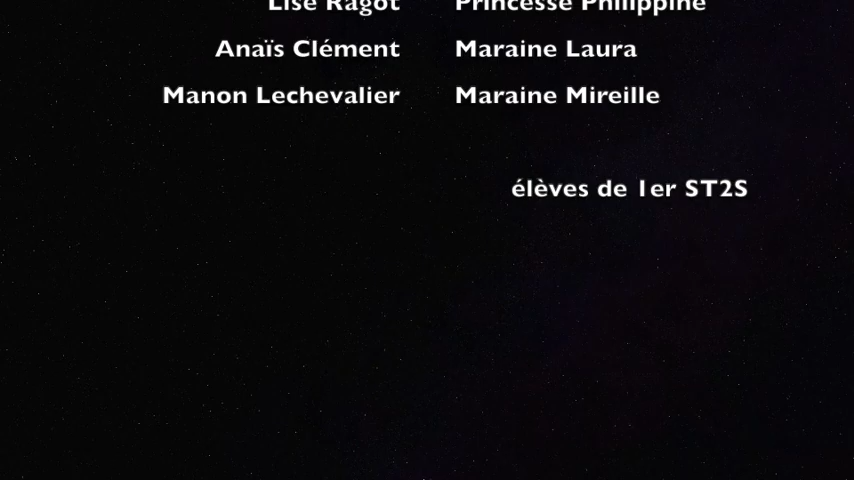 Lise Ragot Princesse Philippine
Anaïs Clément Maraine Laura
Manon Lechevalier Maraine Mireille
élèves de 1er ST2S